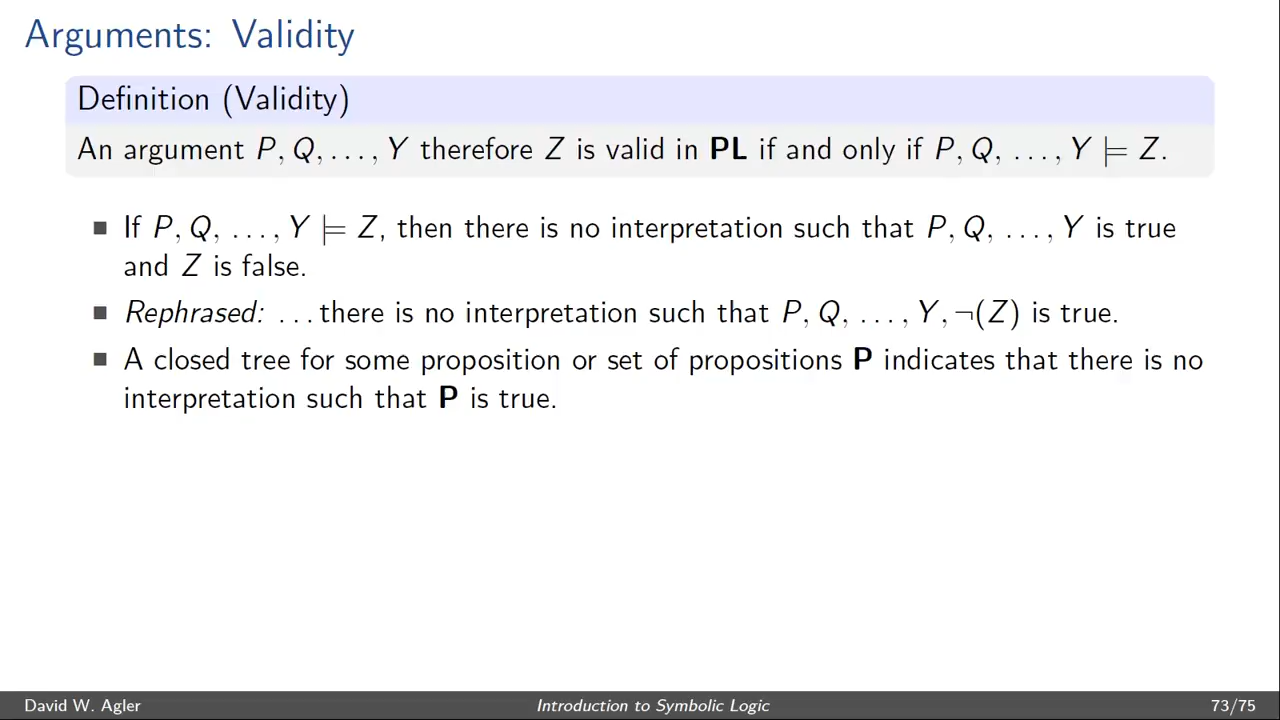 Arguments: Validity
Definition (Validity)
An argument P, Q, . . . , Y therefore Z is valid in PL if and only if P, Q, . . . , Y ⊨ Z.
■ If P, Q, . . . , Y ⊨ Z, then there is no interpretation such that P, Q, . . . , Y is true
and Z is false.
■ Rephrased: . . . there is no interpretation such that P, Q, . . . , Y, ¬(Z) is true.
■ A closed tree for some proposition or set of propositions P indicates that there is no
interpretation such that P is true.
David W. Agler Introduction to Symbolic Logic 73/75